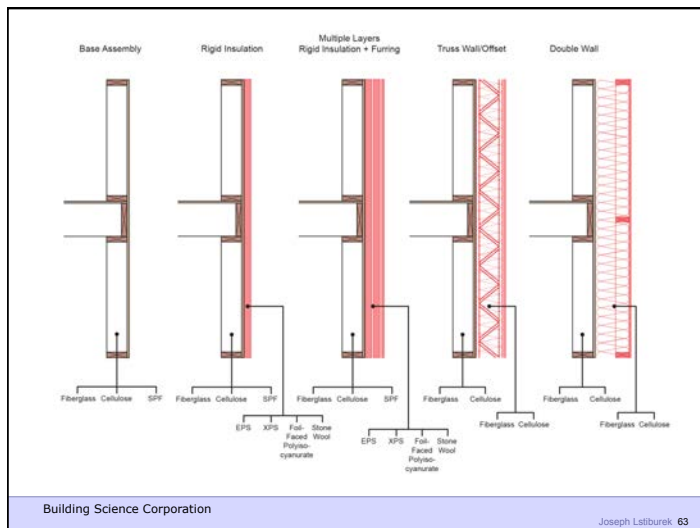 Base Assembly
Rigid Insulation
Multiple Layers
Rigid Insulation + Furring
Truss Wall/Offset
Double Wall
Fiberglass Cellulose SPF
Fiberglass Cellulose SPF
EPS XPS Foil-
Faced
Polyiso-
cyanurate
Stone
Wool
Fiberglass Cellulose SPF
EPS XPS Foil-
Faced
Polyiso-
cyanurate
Stone
Wool
Fiberglass Cellulose
Fiberglass Cellulose
Fiberglass Cellulose
Fiberglass Cellulose
Building Science Corporation
Joseph Lstiburek 63